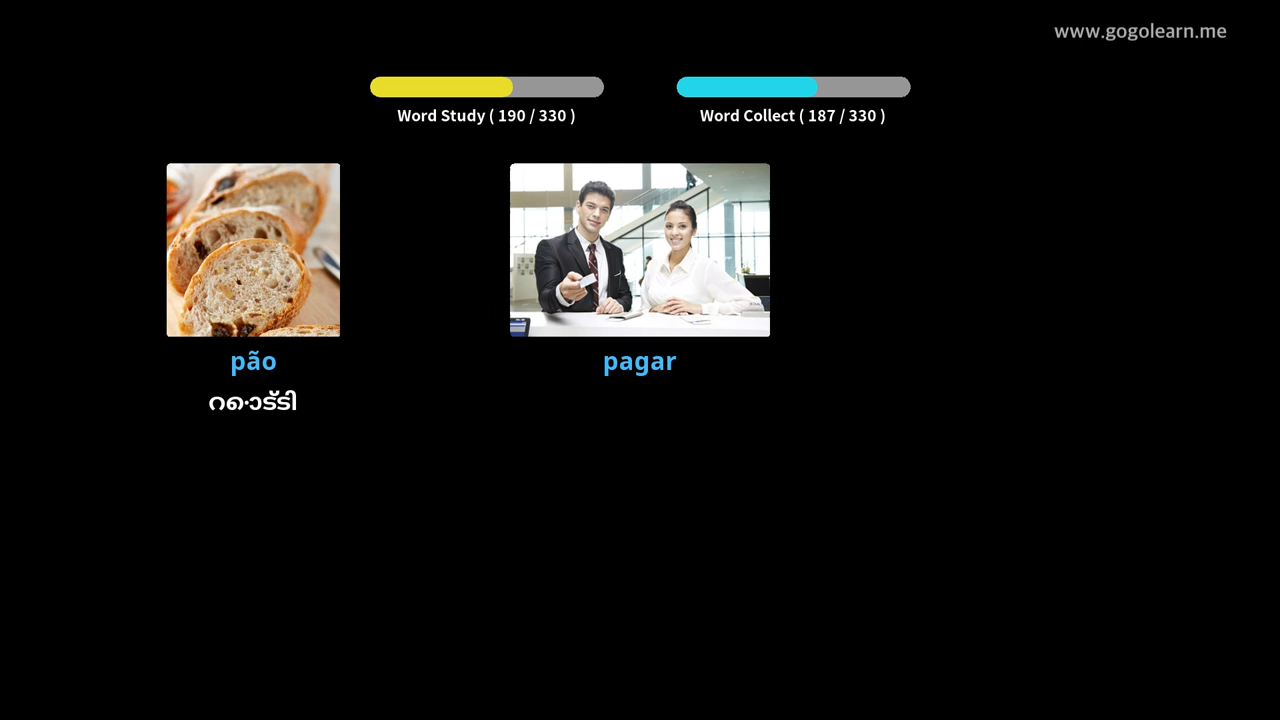 www.gogolearn.me
Word Study ( 190 / 330 )
Word Collect ( 187 / 330 )
pão
pagar
റൊട്ടി